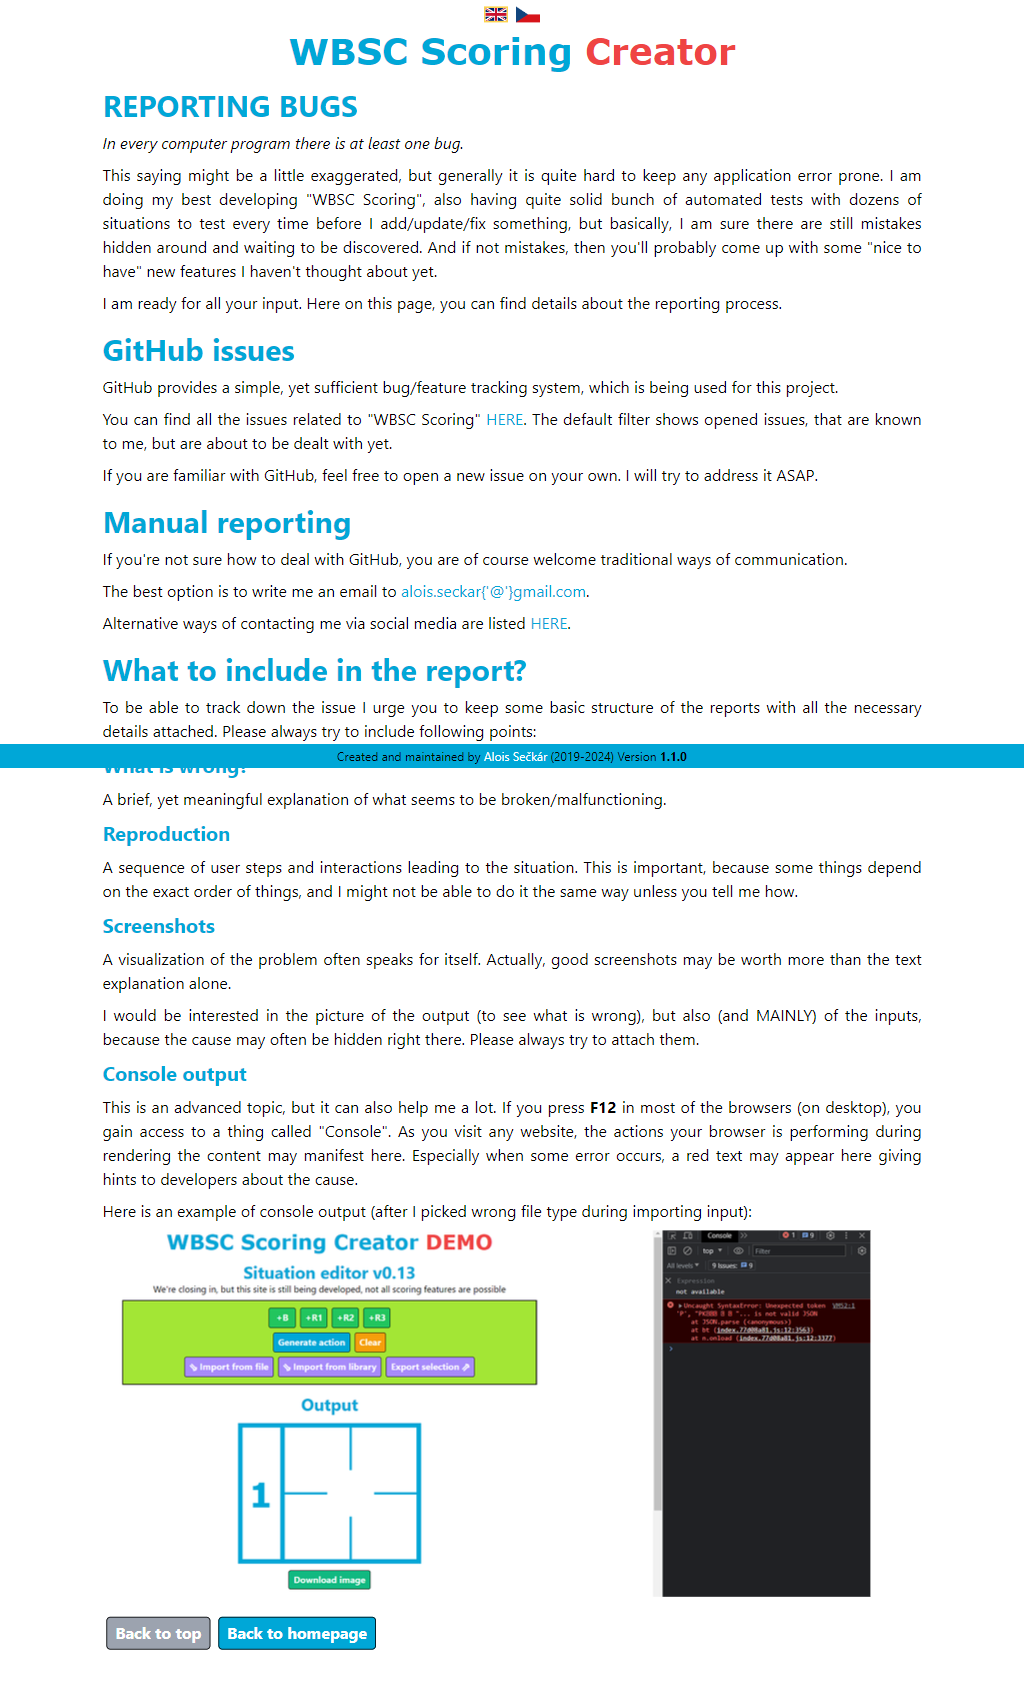 WBSC Scoring Creator
REPORTING BUGS
In every computer program there is at least one bug.
This saying might be a little exaggerated, but generally it is quite hard to keep any application error prone. I am
doing my best developing "WBSC Scoring", also having quite solid bunch of automated tests with dozens of
situations to test every time before I add/update/fix something, but basically, I am sure there are still mistakes
hidden around and waiting to be discovered. And if not mistakes, then you'll probably come up with some "nice to
have" new features I haven't thought about yet.
I am ready for all your input. Here on this page, you can find details about the reporting process.
GitHub issues
GitHub provides a simple, yet sufficient bug/feature tracking system, which is being used for this project.
You can find all the issues related to "WBSC Scoring" HERE. The default filter shows opened issues, that are known
to me, but are about to be dealt with yet.
If you are familiar with GitHub, feel free to open a new issue on your own. I will try to address it ASAP.
Manual reporting
If you're not sure how to deal with GitHub, you are of course welcome traditional ways of communication.
The best option is to write me an email to alois.seckar{'@'}gmail.com.
Alternative ways of contacting me via social media are listed HERE.
What to include in the report?
To be able to track down the issue I urge you to keep some basic structure of the reports with all the necessary
details attached. Please always try to include following points:
Created and maintained by Alois Sečkár (2019-2024) Version 1.1.0
What is wrong?
A brief, yet meaningful explanation of what seems to be broken/malfunctioning.
Reproduction
A sequence of user steps and interactions leading to the situation. This is important, because some things depend
on the exact order of things, and I might not be able to do it the same way unless you tell me how.
Screenshots
A visualization of the problem often speaks for itself. Actually, good screenshots may be worth more than the text
explanation alone.
I would be interested in the picture of the output (to see what is wrong), but also (and MAINLY) of the inputs,
because the cause may often be hidden right there. Please always try to attach them.
Console output
This is an advanced topic, but it can also help me a lot. If you press F12 in most of the browsers (on desktop), you
gain access to a thing called "Console". As you visit any website, the actions your browser is performing during
rendering the content may manifest here. Especially when some error occurs, a red text may appear here giving
hints to developers about the cause.
Here is an example of console output (after I picked wrong file type during importing input):
WBSC Scoring Creator DEMO
Situation editor v0.13
We're closing in, but this site is still being developed, not all scoring features are possible
+B +R1 +R2 +R3
Generate action Clear
Import from file Import from library Export selection
Output
1
Download image
Console
1 9
top Filter
All levels 9 Issues: 9
Expression
not available
Uncaught SyntaxError: Unexpected token VM52:1
is not valid JSON
at JSON.parse (<anonymous>)
at bt (index.77d08a81.js:12:3563)
at n.onload (index.77d08a81.js:12:3377)
Back to top Back to homepage